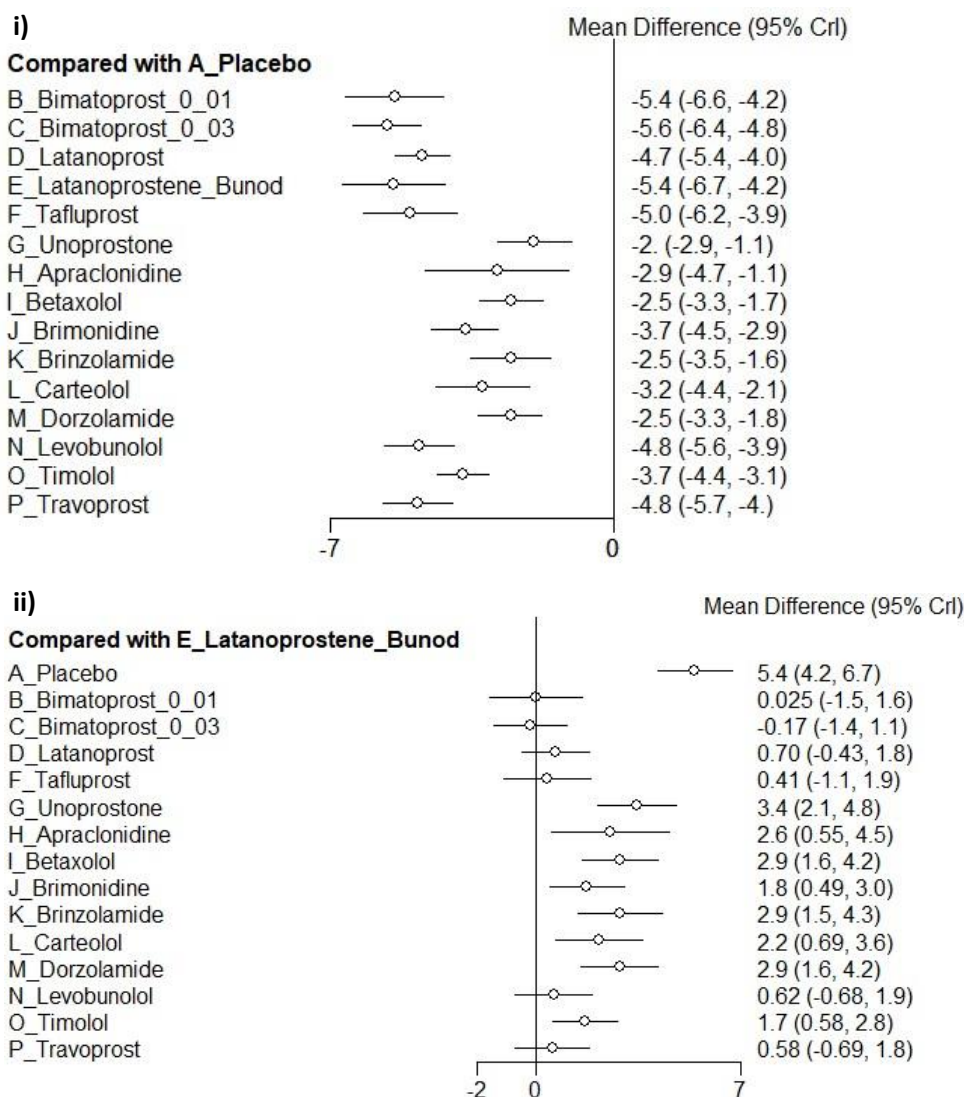 i)
Mean Difference (95% CrI)
Compared with A_Placebo
B_Bimatoprost_0_01 -5.4 (-6.6, -4.2)
C_Bimatoprost_0_03 -5.6 (-6.4, -4.8)
D_Latanoprost -4.7 (-5.4, -4.0)
E_Latanoprostene_Bunod -5.4 (-6.7, -4.2)
F_Tafluprost -5.0 (-6.2, -3.9)
G_Unoprostone -2. (-2.9, -1.1)
H_Apraclonidine -2.9 (-4.7, -1.1)
I_Betaxolol -2.5 (-3.3, -1.7)
J_Brimonidine -3.7 (-4.5, -2.9)
K_Brinzolamide -2.5 (-3.5, -1.6)
L_Carteolol -3.2 (-4.4, -2.1)
M_Dorzolamide -2.5 (-3.3, -1.8)
N_Levobunolol -4.8 (-5.6, -3.9)
O_Timolol -3.7 (-4.4, -3.1)
P_Travoprost -4.8 (-5.7, -4.)
-7 0
ii)
Mean Difference (95% CrI)
Compared with E_Latanoprostene_Bunod
A_Placebo 5.4 (4.2, 6.7)
B_Bimatoprost_0_01 0.025 (-1.5, 1.6)
C_Bimatoprost_0_03 -0.17 (-1.4, 1.1)
D_Latanoprost 0.70 (-0.43, 1.8)
F_Tafluprost 0.41 (-1.1, 1.9)
G_Unoprostone 3.4 (2.1, 4.8)
H_Apraclonidine 2.6 (0.55, 4.5)
I_Betaxolol 2.9 (1.6, 4.2)
J_Brimonidine 1.8 (0.49, 3.0)
K_Brinzolamide 2.9 (1.5, 4.3)
L_Carteolol 2.2 (0.69, 3.6)
M_Dorzolamide 2.9 (1.6, 4.2)
N_Levobunolol 0.62 (-0.68, 1.9)
O_Timolol 1.7 (0.58, 2.8)
P_Travoprost 0.58 (-0.69, 1.8)
-2 0 7